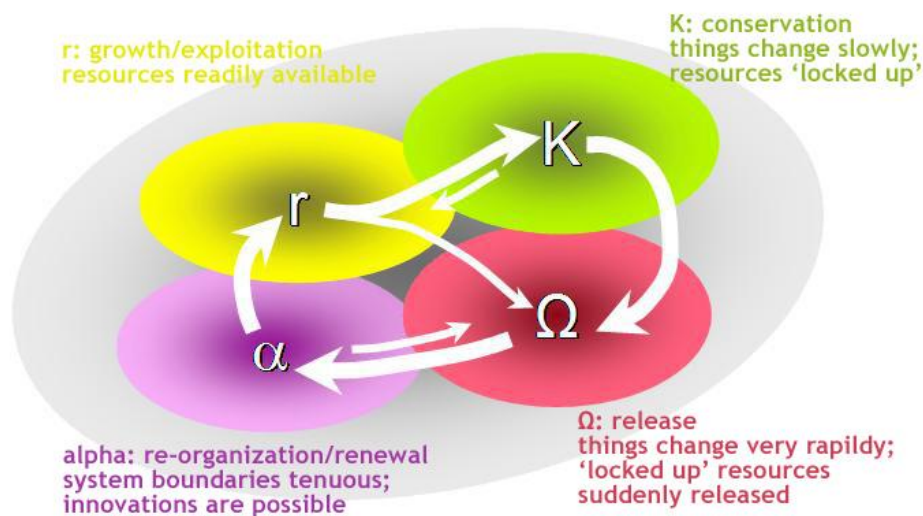 K: conservation
things change slowly;
resources ‘locked up’
r: growth/exploitation
resources readily available
K
r
Ω
α
Ω: release
things change very rapildy;
‘locked up’ resources
suddenly released
alpha: re-organization/renewal
system boundaries tenuous;
innovations are possible